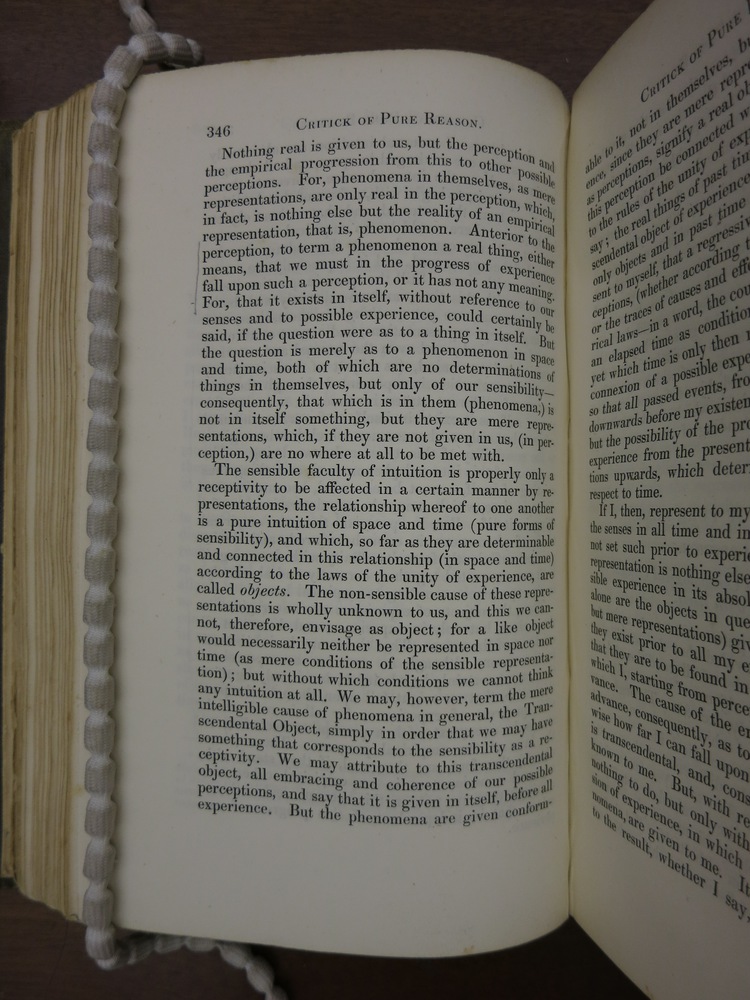 346 CRITICK OF PURE REASON.
Nothing real is given to us, but the perception and
the empirical progression from this to other possible
perceptions. For, phenomena in themselves, as mere
representations, are only real in the perception, which,
in fact, is nothing else but the reality of an empirical
representation, that is, phenomenon. Anterior to the
perception, to term a phenomenon a real thing, either
means, that we must in the progress of experience
fall upon such a perception, or it has not any meaning.
For, that it exists in itself, without reference to our
senses and to possible experience, could certainly be
said, if the question were as to a thing in itself. But
the question is merely as to a phenomenon in space
and time, both of which are no determinations of
things in themselves, but only of our sensibility—
consequently, that which is in them (phenomena,) is
not in itself something, but they are mere repre-
sentations, which, if they are not given in us, (in per-
ception,) are no where at all to be met with.
The sensible faculty of intuition is properly only a
receptivity to be affected in a certain manner by re-
presentations, the relationship whereof to one another
is a pure intuition of space and time (pure forms of
sensibility), and which, so far as they are determinable
and connected in this relationship (in space and time)
according to the laws of the unity of experience, are
called objects. The non-sensible cause of these repre-
sentations is wholly unknown to us, and this we can-
not, therefore, envisage as object; for a like object
would necessarily neither be represented in space nor
time (as mere conditions of the sensible representa-
tion); but without which conditions we cannot think
any intuition at all. We may, however, term the mere
intelligible cause of phenomena in general, the Tran-
scendental Object, simply in order that we may have
something that corresponds to the sensibility as a re-
ceptivity. We may attribute to this transcendental
object, all embracing and coherence of our possible
perceptions, and say that it is given in itself, before all
experience. But the phenomena are given conform-
CRITICK OF PURE
able to it, not in themselves,
ence, since they are mere
as perceptions, signify a real
this perception be connected
to the rules of the unity of
say; the real things of past
scendental object of experience
only objects and in past time
sent to myself, that a regressive
ceptions, (whether according to
or the traces of causes and
rical laws—in a word, the
an elapsed time as condition
yet which time is only then
connexion of a possible
so that all passed events,
downwards before my
but the possibility of the
experience from the present
tions upwards, which
respect to time.
If I, then, represent to my
the senses in all time and in
not set such prior to
representation is nothing else
sible experience in its
alone are the objects in
but mere representations)
they exist prior to all my
that they are to be found in
which I, starting from
vance. The cause of the
advance, consequently, as to
wise how far I can fall upon
is transcendental, and,
known to me. But, with
nothing to do, but only with
sion of experience, in which
nomena, are given to me. It
to the result, whether I say,